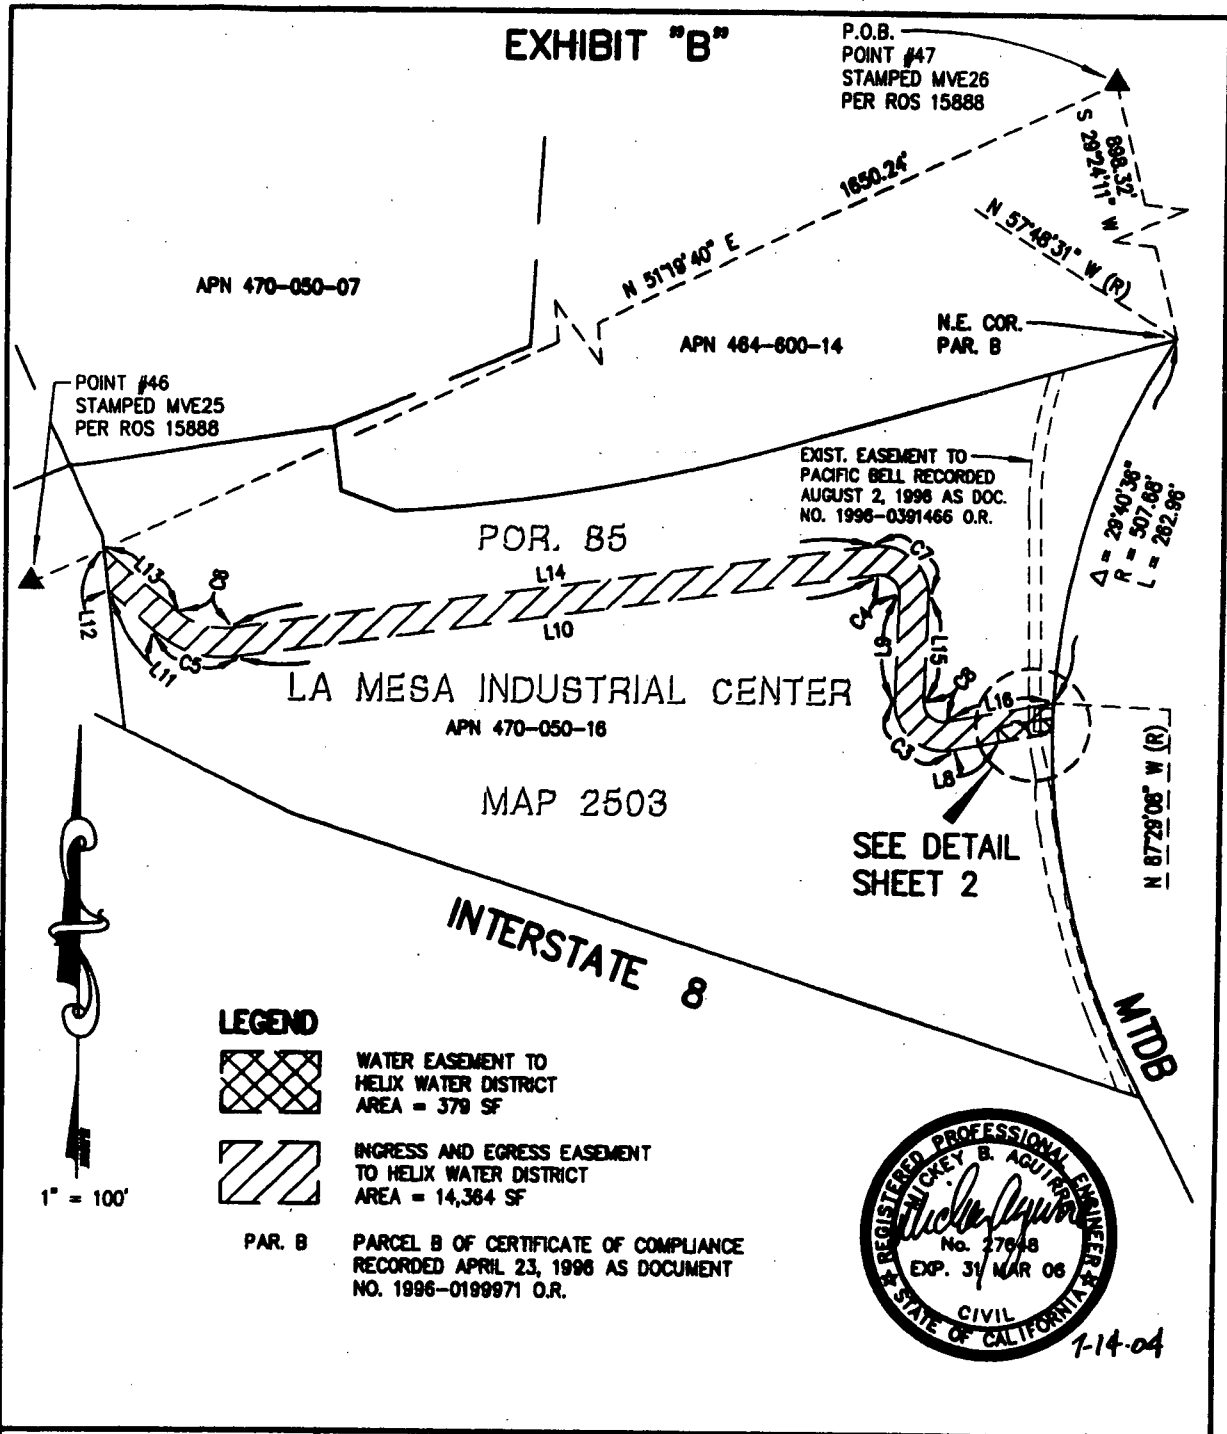 EXHIBIT "B"
P.O.B.
POINT #47
STAMPED MVE26
PER ROS 15888
898.32'
S 29°24'11" W
1650.24'
N 51°19'40" E
N 57°48'31" W (R)
APN 470-050-07
APN 464-600-14
N.E. COR.
PAR. B
POINT #46
STAMPED MVE25
PER ROS 15888
EXIST. EASEMENT TO
PACIFIC BELL RECORDED
AUGUST 2, 1996 AS DOC.
NO. 1996-0391466 O.R.
Δ = 29°40'36"
R = 507.68'
L = 262.96'
POR. 85
L13
L14
C7
L12
L11
C5
L10
C4
L9
L15
L16
C3
L8
LA MESA INDUSTRIAL CENTER
APN 470-050-16
MAP 2503
N 87°29'06" W (R)
SEE DETAIL
SHEET 2
INTERSTATE 8
MTDB
LEGEND
WATER EASEMENT TO
HELIX WATER DISTRICT
AREA = 379 SF
INGRESS AND EGRESS EASEMENT
TO HELIX WATER DISTRICT
AREA = 14,364 SF
PAR. B
PARCEL B OF CERTIFICATE OF COMPLIANCE
RECORDED APRIL 23, 1996 AS DOCUMENT
NO. 1996-0199971 O.R.
1" = 100'
REGISTERED PROFESSIONAL ENGINEER
MICKEY B. AGUIRRE
No. 27648
EXP. 31 MAR 06
CIVIL
STATE OF CALIFORNIA
7-14-04